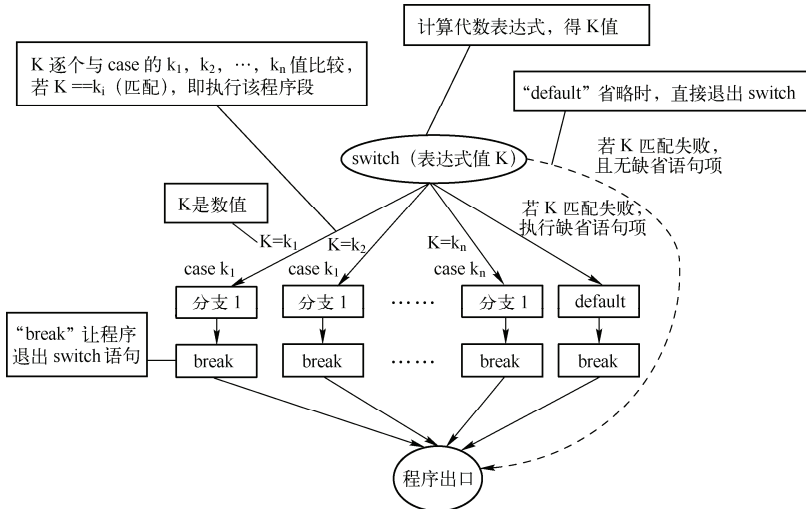 计算代数表达式，得 K值
K 逐个与 case 的 k₁，k₂，…，kₙ 值比较，
若 K ==kᵢ（匹配），即执行该程序段
“default”省略时，直接退出 switch
switch（表达式值 K）
若 K 匹配失败，
且无缺省语句项
K是数值
若 K 匹配失败，
执行缺省语句项
K=k₁
K=k₂
K=kₙ
case k₁
case k₁
case kₙ
分支 1
分支 1
……
分支 1
default
“break”让程序
退出 switch 语句
break
break
……
break
break
程序出口